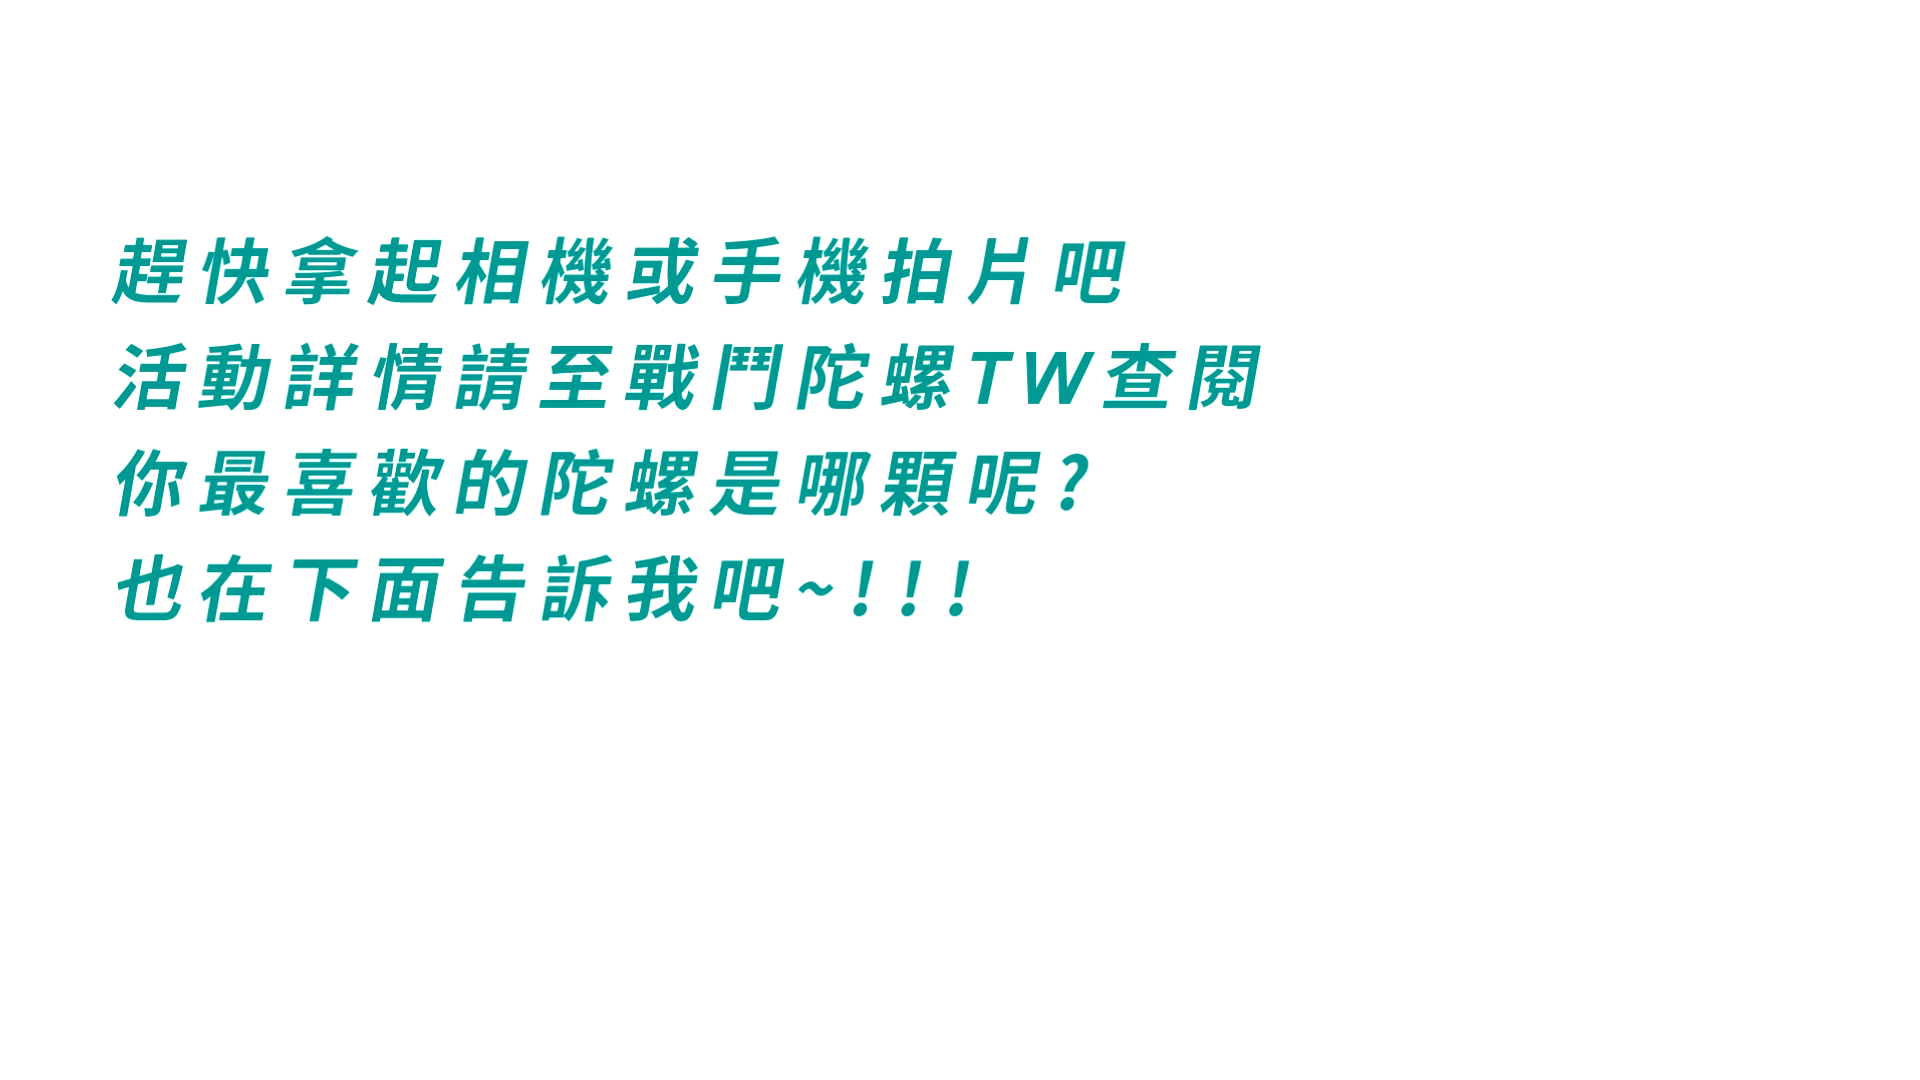 趕快拿起相機或手機拍片吧
活動詳情請至戰鬥陀螺TW查閱
你最喜歡的陀螺是哪顆呢?
也在下面告訴我吧~!!!